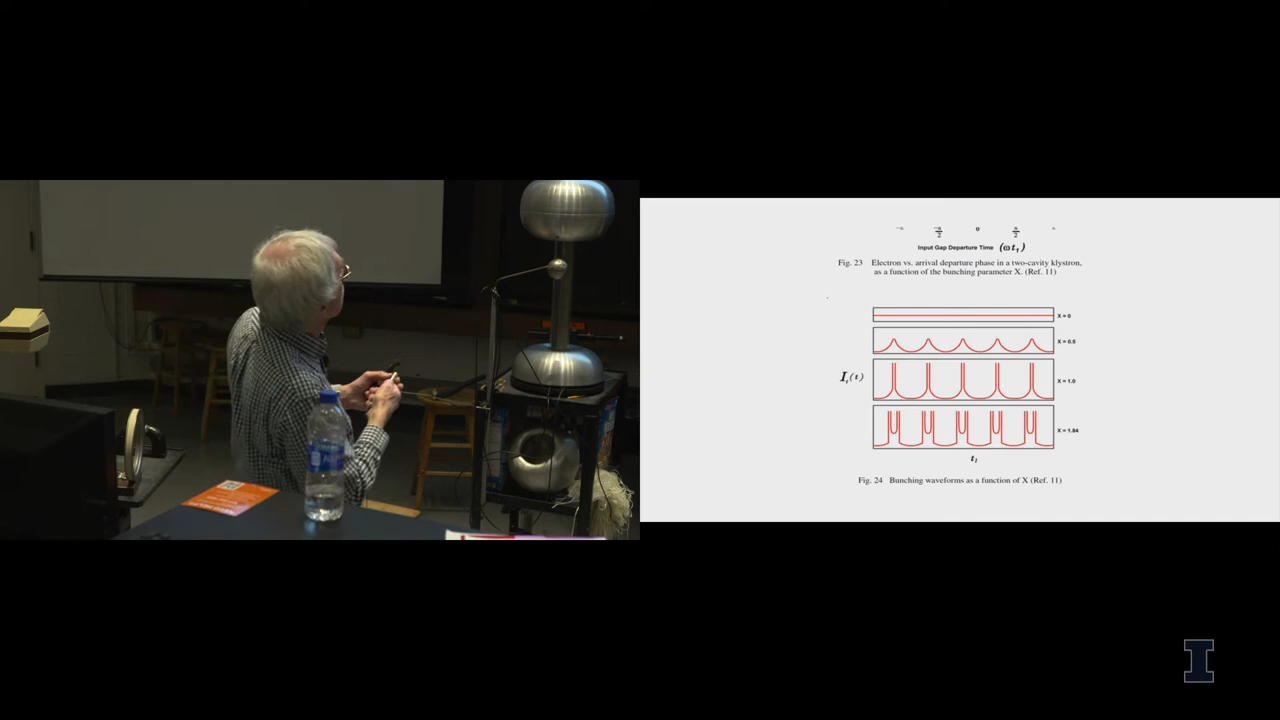 0
Input Gap Departure Time (ωt₁)
Fig. 23 Electron vs. arrival departure phase in a two-cavity klystron,
as a function of the bunching parameter X. (Ref. 11)
X = 0
X = 0.5
X = 1.0
X = 1.84
t₂
Fig. 24 Bunching waveforms as a function of X (Ref. 11)
I